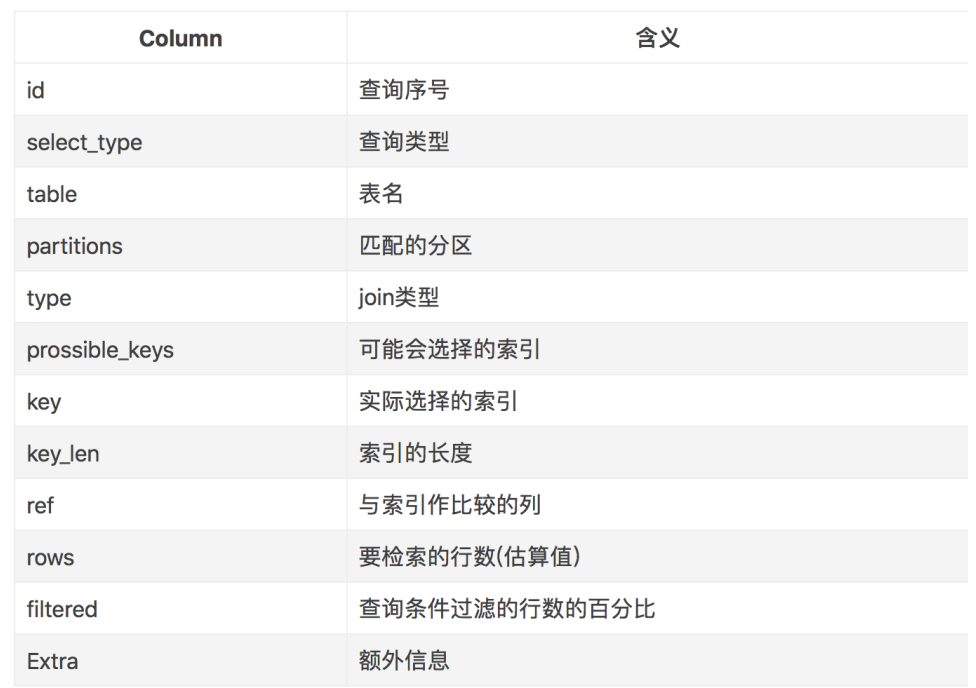 Column 含义
id 查询序号
select_type 查询类型
table 表名
partitions 匹配的分区
type join类型
prossible_keys 可能会选择的索引
key 实际选择的索引
key_len 索引的长度
ref 与索引作比较的列
rows 要检索的行数(估算值)
filtered 查询条件过滤的行数的百分比
Extra 额外信息